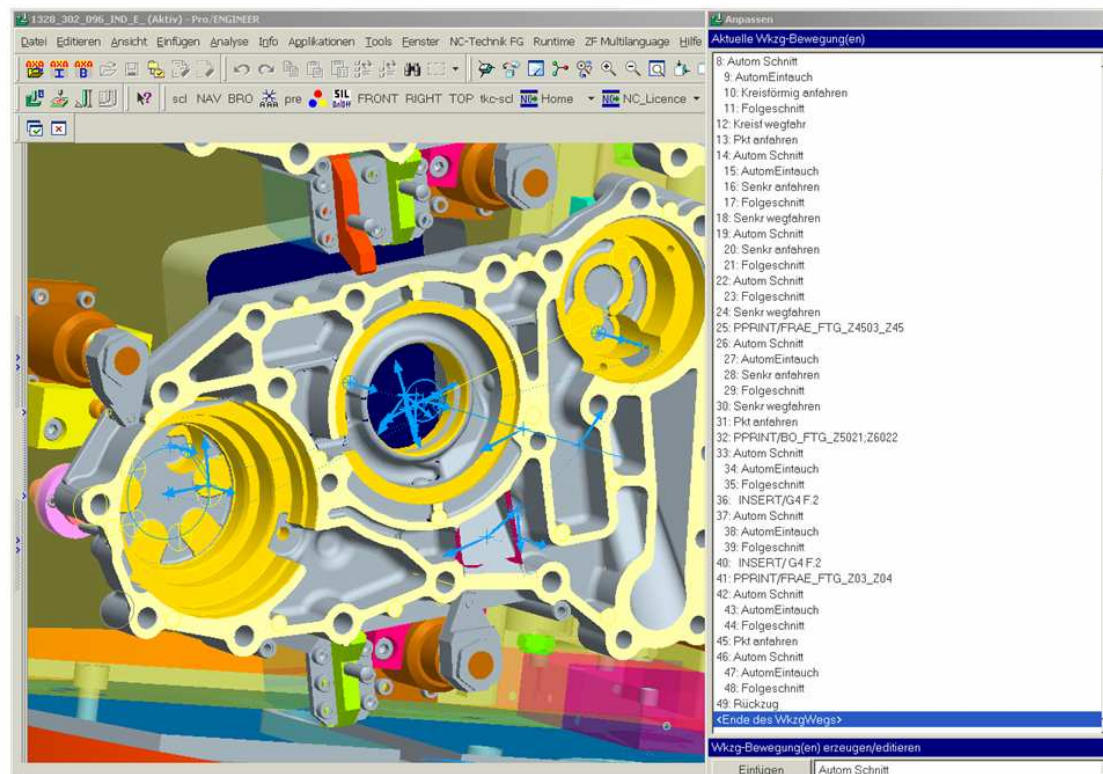 1328_302_096_IND_E_ (Aktiv) - Pro/ENGINEER
Datei Editieren Ansicht Einfügen Analyse Info Applikationen Tools Fenster NC-Technik FG Runtime ZF Multilanguage Hilfe
AXA AXA AXA
I B
scl NAV BRO pre SIL FRONT RIGHT TOP tkc-scl NC Home NC NC_Licence
Anpassen
Aktuelle Wkzg-Bewegung(en)
8: Autom Schnitt
9: AutomEintauch
10: Kreisförmig anfahren
11: Folgeschnitt
12: Kreisf wegfahr
13: Pkt anfahren
14: Autom Schnitt
15: AutomEintauch
16: Senkr anfahren
17: Folgeschnitt
18: Senkr wegfahren
19: Autom Schnitt
20: Senkr anfahren
21: Folgeschnitt
22: Autom Schnitt
23: Folgeschnitt
24: Senkr wegfahren
25: PPRINT/FRAE_FTG_Z4503_Z45
26: Autom Schnitt
27: AutomEintauch
28: Senkr anfahren
29: Folgeschnitt
30: Senkr wegfahren
31: Pkt anfahren
32: PPRINT/BO_FTG_Z5021;Z6022
33: Autom Schnitt
34: AutomEintauch
35: Folgeschnitt
36: INSERT/G4 F.2
37: Autom Schnitt
38: AutomEintauch
39: Folgeschnitt
40: INSERT/ G4 F.2
41: PPRINT/FRAE_FTG_Z03_Z04
42: Autom Schnitt
43: AutomEintauch
44: Folgeschnitt
45: Pkt anfahren
46: Autom Schnitt
47: AutomEintauch
48: Folgeschnitt
49: Rückzug
<Ende des WkzgWegs>
Wkzg-Bewegung(en) erzeugen/editieren
Einfügen Autom Schnitt